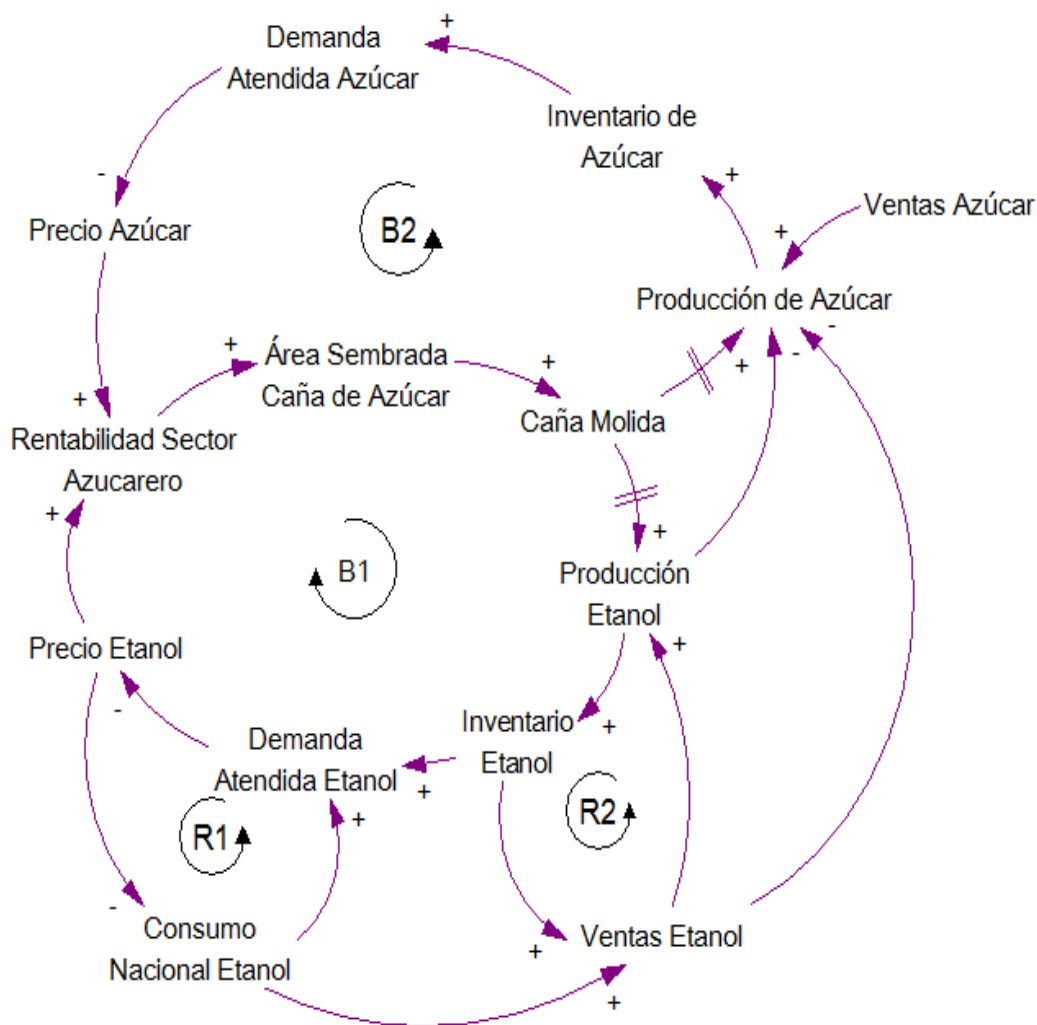 Demanda
Atendida Azúcar
+
Inventario de
Azúcar
+
-
Precio Azúcar
B2
Ventas Azúcar
+
Producción de Azúcar
-
-
+
+
Área Sembrada
Caña de Azúcar
+
Caña Molida
+
Rentabilidad Sector
Azucarero
+
B1
+
Producción
Etanol
+
Precio Etanol
-
Demanda
Atendida Etanol
+
+
Inventario
Etanol
+
R1
R2
-
Consumo
Nacional Etanol
+
Ventas Etanol
+